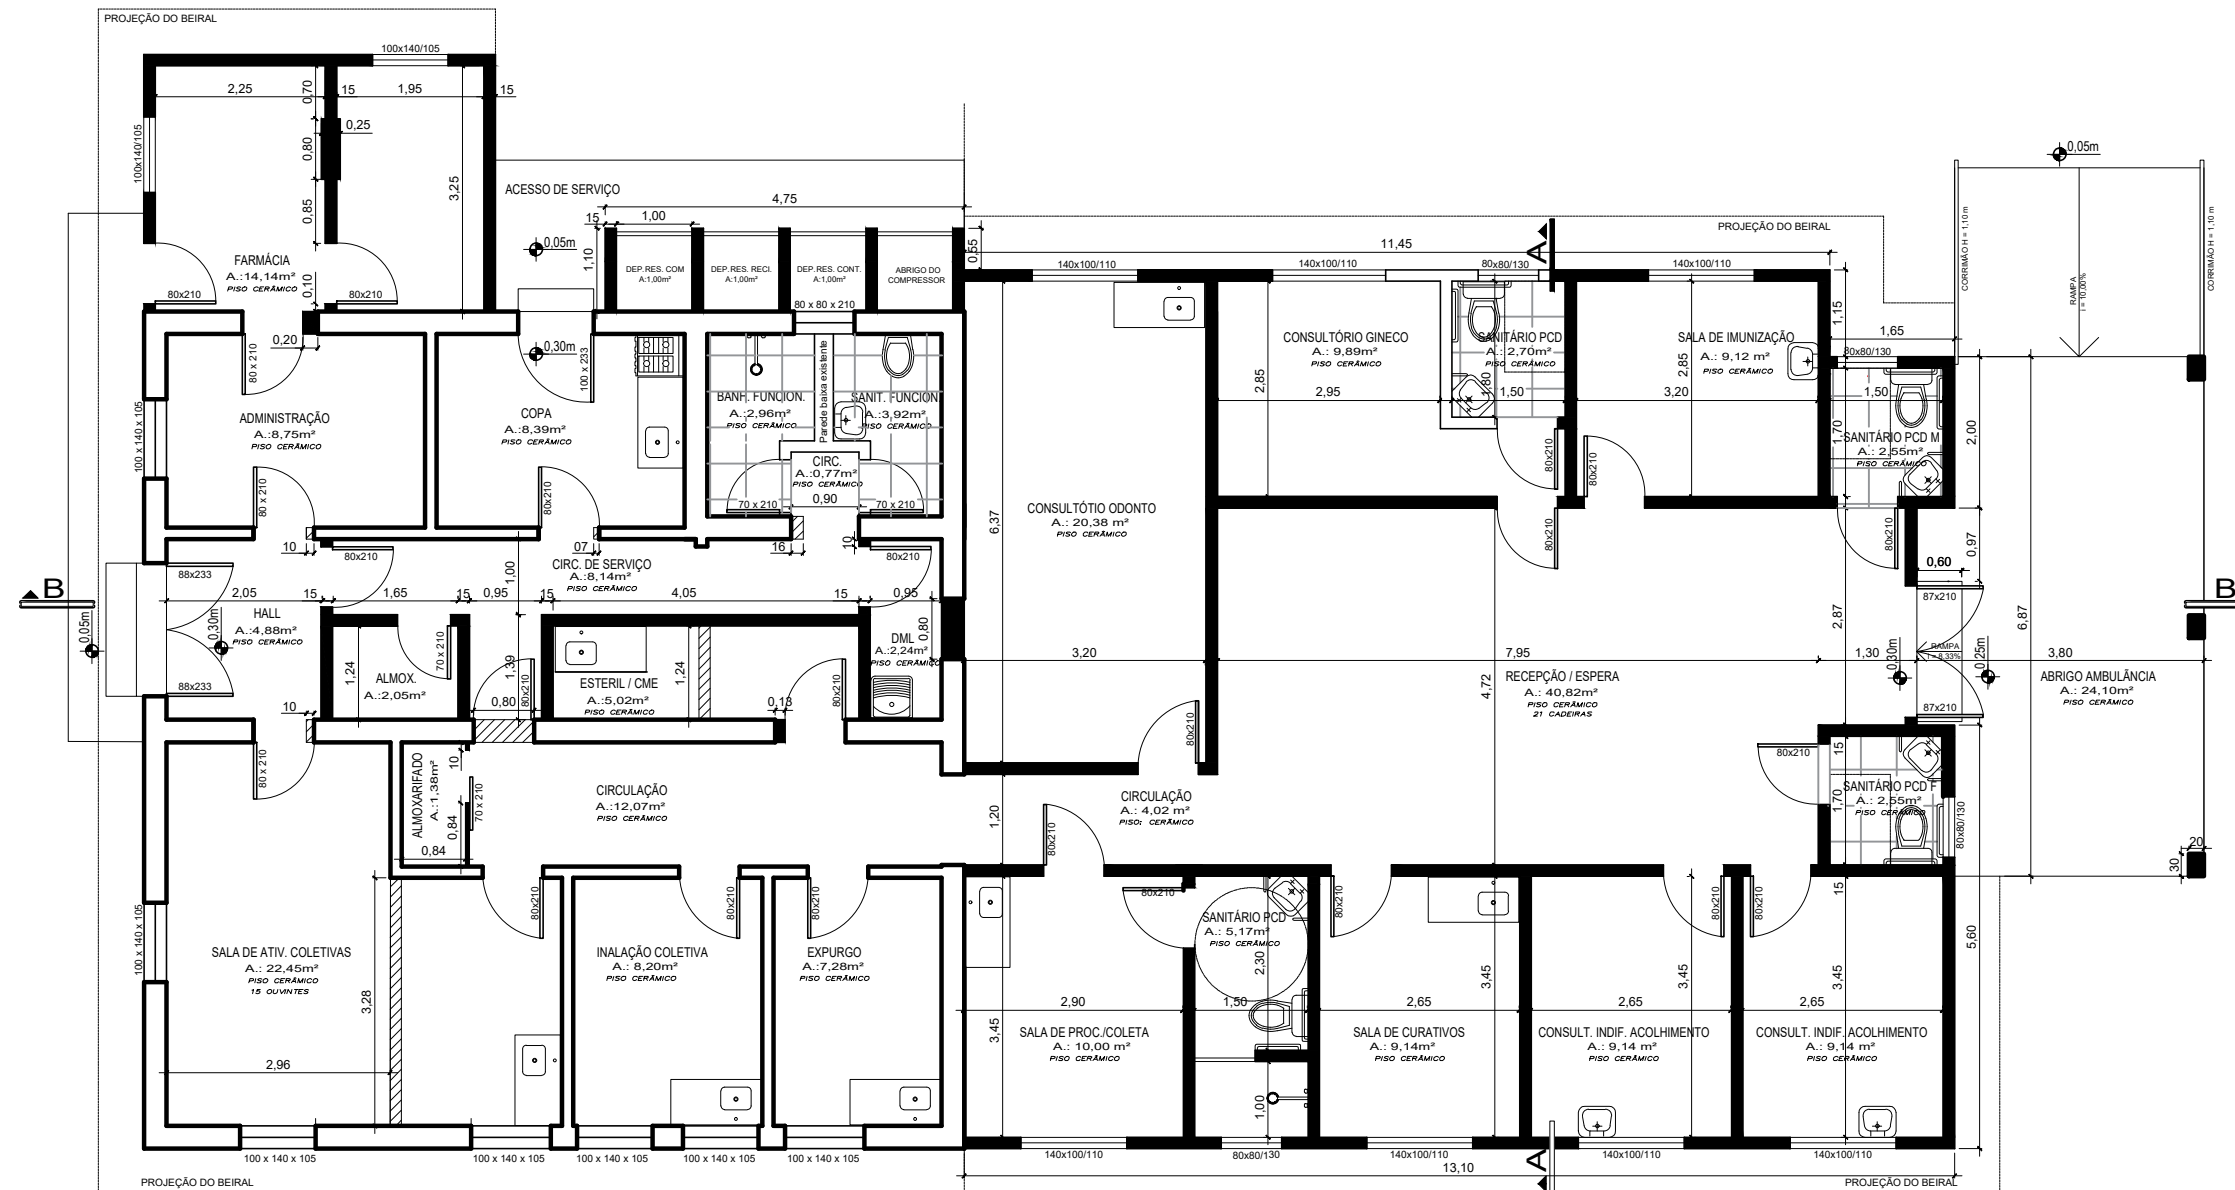 PROJEÇÃO DO BEIRAL
100x140/105
2,25
15
1,95
15
0,70
0,25
0,80
100x140/105
3,25
0,85
ACESSO DE SERVIÇO
4,75
15
1,00
0,05m
1,10
FARMÁCIA
A.:14,14m²
PISO CERÂMICO
0,10
80x210
80x210
DEP. RES. COM
A:1,00m²
DEP. RES. RECI.
A:1,00m²
DEP. RES. CONT.
A:1,00m²
ABRIGO DO
COMPRESSOR
80 x 80 x 210
0,55
11,45
A
PROJEÇÃO DO BEIRAL
140x100/110
140x100/110
80x80/130
140x100/110
0,05m
CORRIMÃO H = 1,10 m
RAMPA
i = 10,00%
CORRIMÃO H = 1,10 m
1,15
1,65
80x80/130
0,20
80 x 210
0,30m
100 x 233
Parede baixa existente
ADMINISTRAÇÃO
A.:8,75m²
PISO CERÂMICO
100 x 140 x 105
80 x 210
COPA
A.:8,39m²
PISO CERÂMICO
80x210
BANH. FUNCION.
A.:2,96m²
PISO CERÂMICO
SANIT. FUNCION.
A.:3,92m²
PISO CERÂMICO
CIRC.
A.:0,77m²
PISO CERÂMICO
0,90
70 x 210
70 x 210
CONSULTÓTIO ODONTO
A.: 20,38 m²
PISO CERÂMICO
6,37
3,20
80x210
CONSULTÓRIO GINECO
A.: 9,89m²
PISO CERÂMICO
2,85
2,95
SANITÁRIO PCD
A.: 2,70m²
PISO CERÂMICO
1,80
1,50
80x210
SALA DE IMUNIZAÇÃO
A.: 9,12 m²
PISO CERÂMICO
2,85
3,20
80x210
1,50
1,70
SANITÁRIO PCD M
A.: 2,55m²
PISO CERÂMICO
2,00
80x210
80x210
0,97
0,60
10
80x210
07
16
10
80x210
CIRC. DE SERVIÇO
A.:8,14m²
PISO CERÂMICO
1,00
B
88x233
2,05
15
1,65
15
0,95
15
4,05
15
0,95
0,05m
0,30m
HALL
A.:4,88m²
PISO CERÂMICO
88x233
10
ALMOX.
A.:2,05m²
1,24
70 x 210
1,39
0,80
80x210
ESTERIL / CME
A.:5,02m²
PISO CERÂMICO
1,24
0,13
80x210
DML
A.:2,24m²
PISO CERÂMICO
0,80
RECEPÇÃO / ESPERA
A.: 40,82m²
PISO CERÂMICO
21 CADEIRAS
7,95
4,72
1,30
2,87
87x210
RAMPA
i = 8,33%
0,30m
0,25m
87x210
6,87
3,80
ABRIGO AMBULÂNCIA
A.: 24,10m²
PISO CERÂMICO
B
80 x 210
ALMOXARIFADO
A.:1,38m²
10
0,84
0,84
70 x 210
CIRCULAÇÃO
A.:12,07m²
PISO CERÂMICO
1,20
CIRCULAÇÃO
A.: 4,02 m²
PISO: CERÂMICO
80x210
80x210
15
SANITÁRIO PCD F
A.: 2,55m²
PISO CERÂMICO
1,70
80x80/130
30
20
100 x 140 x 105
SALA DE ATIV. COLETIVAS
A.: 22,45m²
PISO CERÂMICO
15 OUVINTES
2,96
3,28
80x210
INALAÇÃO COLETIVA
A.: 8,20m²
PISO CERÂMICO
80x210
EXPURGO
A.:7,28m²
PISO CERÂMICO
80x210
2,90
3,45
SALA DE PROC./COLETA
A.: 10,00 m²
PISO CERÂMICO
80x210
SANITÁRIO PCD
A.: 5,17m²
PISO CERÂMICO
2,30
1,50
1,00
80x210
2,65
3,45
SALA DE CURATIVOS
A.: 9,14m²
PISO CERÂMICO
2,65
3,45
80x210
CONSULT. INDIF. ACOLHIMENTO
A.: 9,14 m²
PISO CERÂMICO
80x210
15
3,45
2,65
CONSULT. INDIF. ACOLHIMENTO
A.: 9,14 m²
PISO CERÂMICO
5,60
100 x 140 x 105
100 x 140 x 105
100 x 140 x 105
100 x 140 x 105
100 x 140 x 105
140x100/110
80x80/130
140x100/110
A
140x100/110
140x100/110
13,10
PROJEÇÃO DO BEIRAL
PROJEÇÃO DO BEIRAL